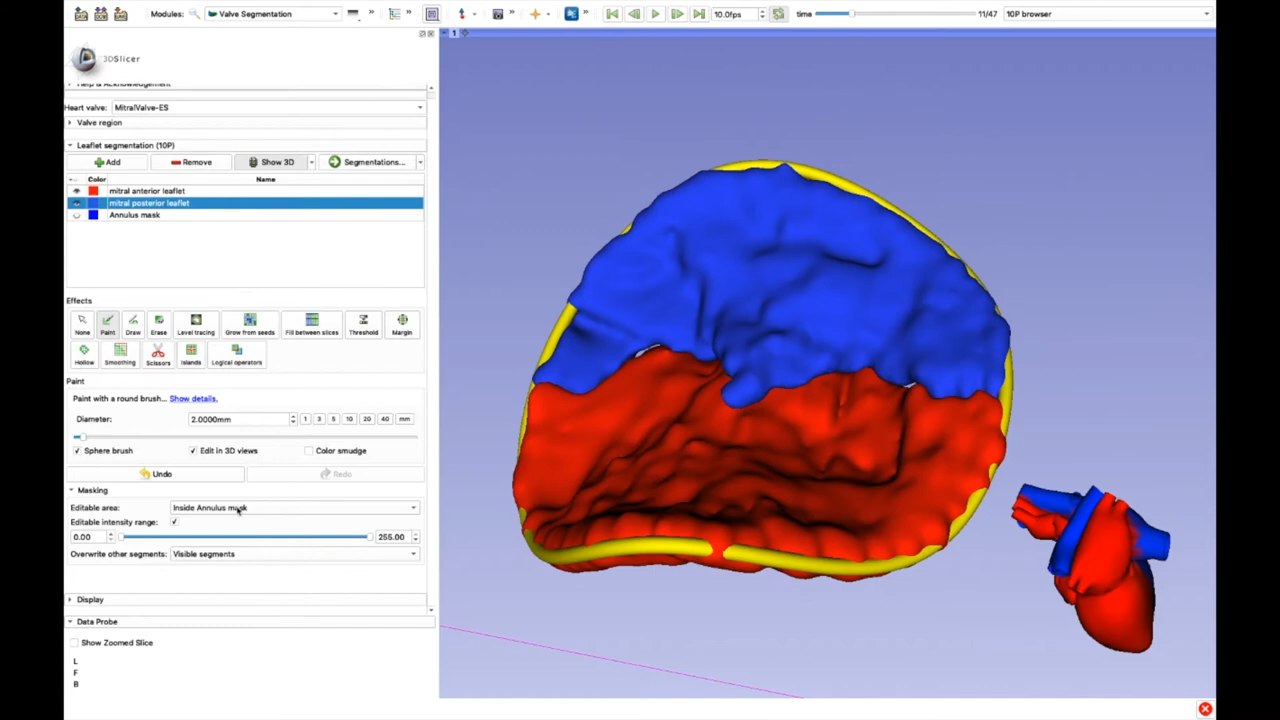 Modules:
Valve Segmentation
10.0fps
time
11/47
10P browser
1
3DSlicer
Help & Acknowledgement
Heart valve:
MitralValve-ES
Valve region
Leaflet segmentation (10P)
Add
Remove
Show 3D
Segmentations...
Color
Name
mitral anterior leaflet
mitral posterior leaflet
Annulus mask
Effects
None
Paint
Draw
Erase
Level tracing
Grow from seeds
Fill between slices
Threshold
Margin
Hollow
Smoothing
Scissors
Islands
Logical operators
Paint
Paint with a round brush... Show details.
Diameter:
2.0000mm
1
3
5
10
20
40
mm
Sphere brush
Edit in 3D views
Color smudge
Undo
Redo
Masking
Editable area:
Inside Annulus mask
Editable intensity range:
0.00
255.00
Overwrite other segments:
Visible segments
Display
Data Probe
Show Zoomed Slice
L
F
B